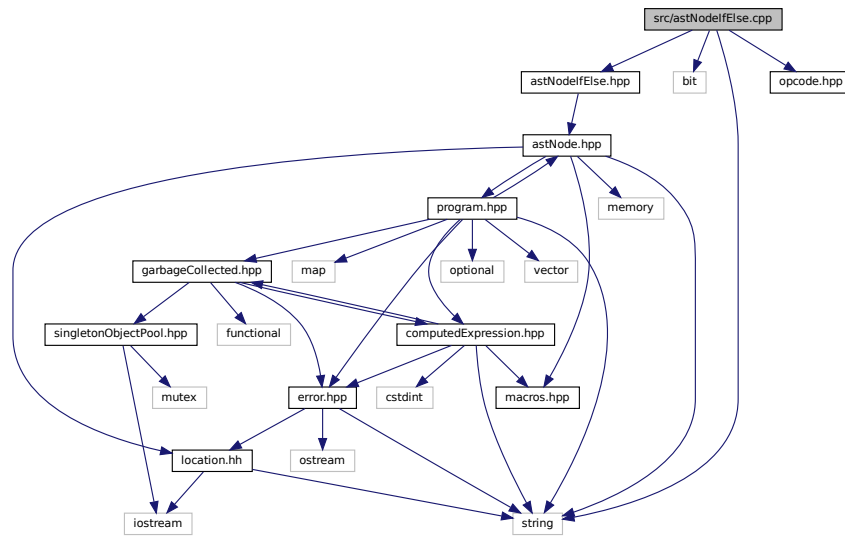 src/astNodeIfElse.cpp
astNodeIfElse.hpp
bit
opcode.hpp
astNode.hpp
program.hpp
memory
garbageCollected.hpp
map
optional
vector
singletonObjectPool.hpp
functional
computedExpression.hpp
mutex
error.hpp
cstdint
macros.hpp
location.hh
ostream
iostream
string